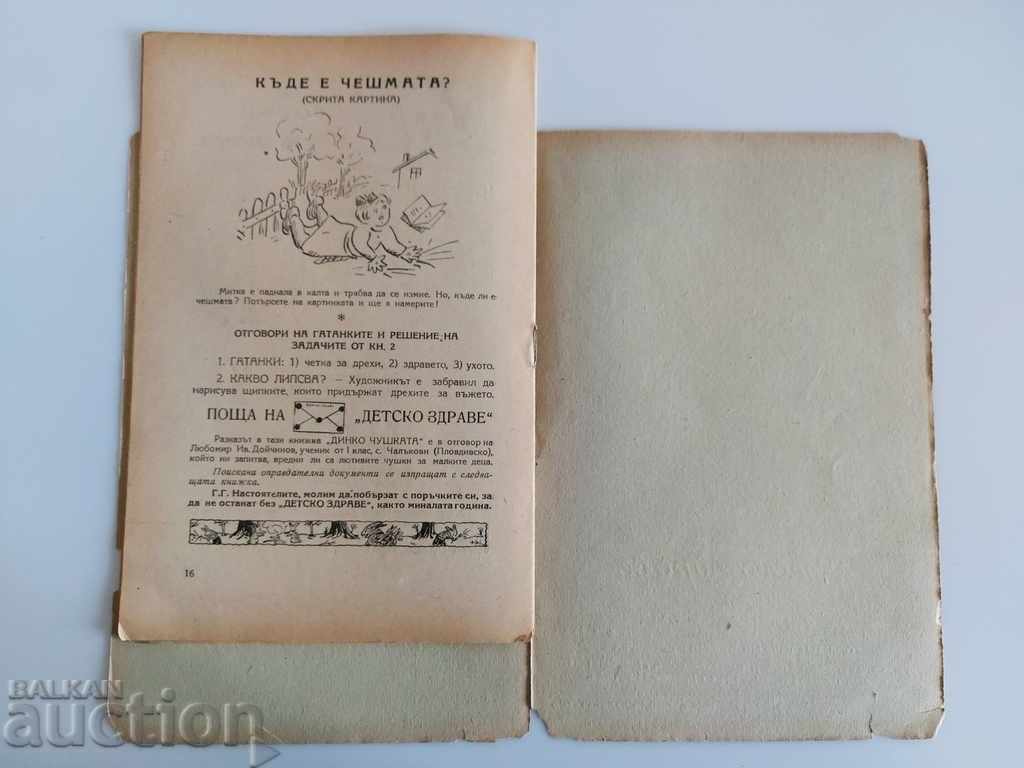 КЪДЕ Е ЧЕШМАТА?
(СКРИТА КАРТИНА)
Митка е паднала в калта и трябва да се измие. Но, къде ли е
чешмата? Потърсете на картинката и ще я намерите!
*
ОТГОВОРИ НА ГАТАНКИТЕ И РЕШЕНИЕ НА
ЗАДАЧИТЕ ОТ КН. 2
1. ГАТАНКИ: 1) четка за дрехи, 2) здравето, 3) ухото.
2. КАКВО ЛИПСВА? — Художникът е забравил да
нарисува щипките, които придържат дрехите за въжето.
ПОЩА НА „ДЕТСКО ЗДРАВЕ“
Разказът в тази книжка „ДИНКО ЧУШКАТА“ е в отговор на
Любомир Ив. Дойчинов, ученик от I клас, с. Чалъкови (Пловдивско),
който ни запитва, вредни ли са лютивите чушки за малките деца.
Поискани оправдателни документи се изпращат с следва-
щата книжка.
Г.Г. Настоятелите, молим да побързат с поръчките си, за
да не останат без „ДЕТСКО ЗДРАВЕ“, както миналата година.
16
BALKAN
auction